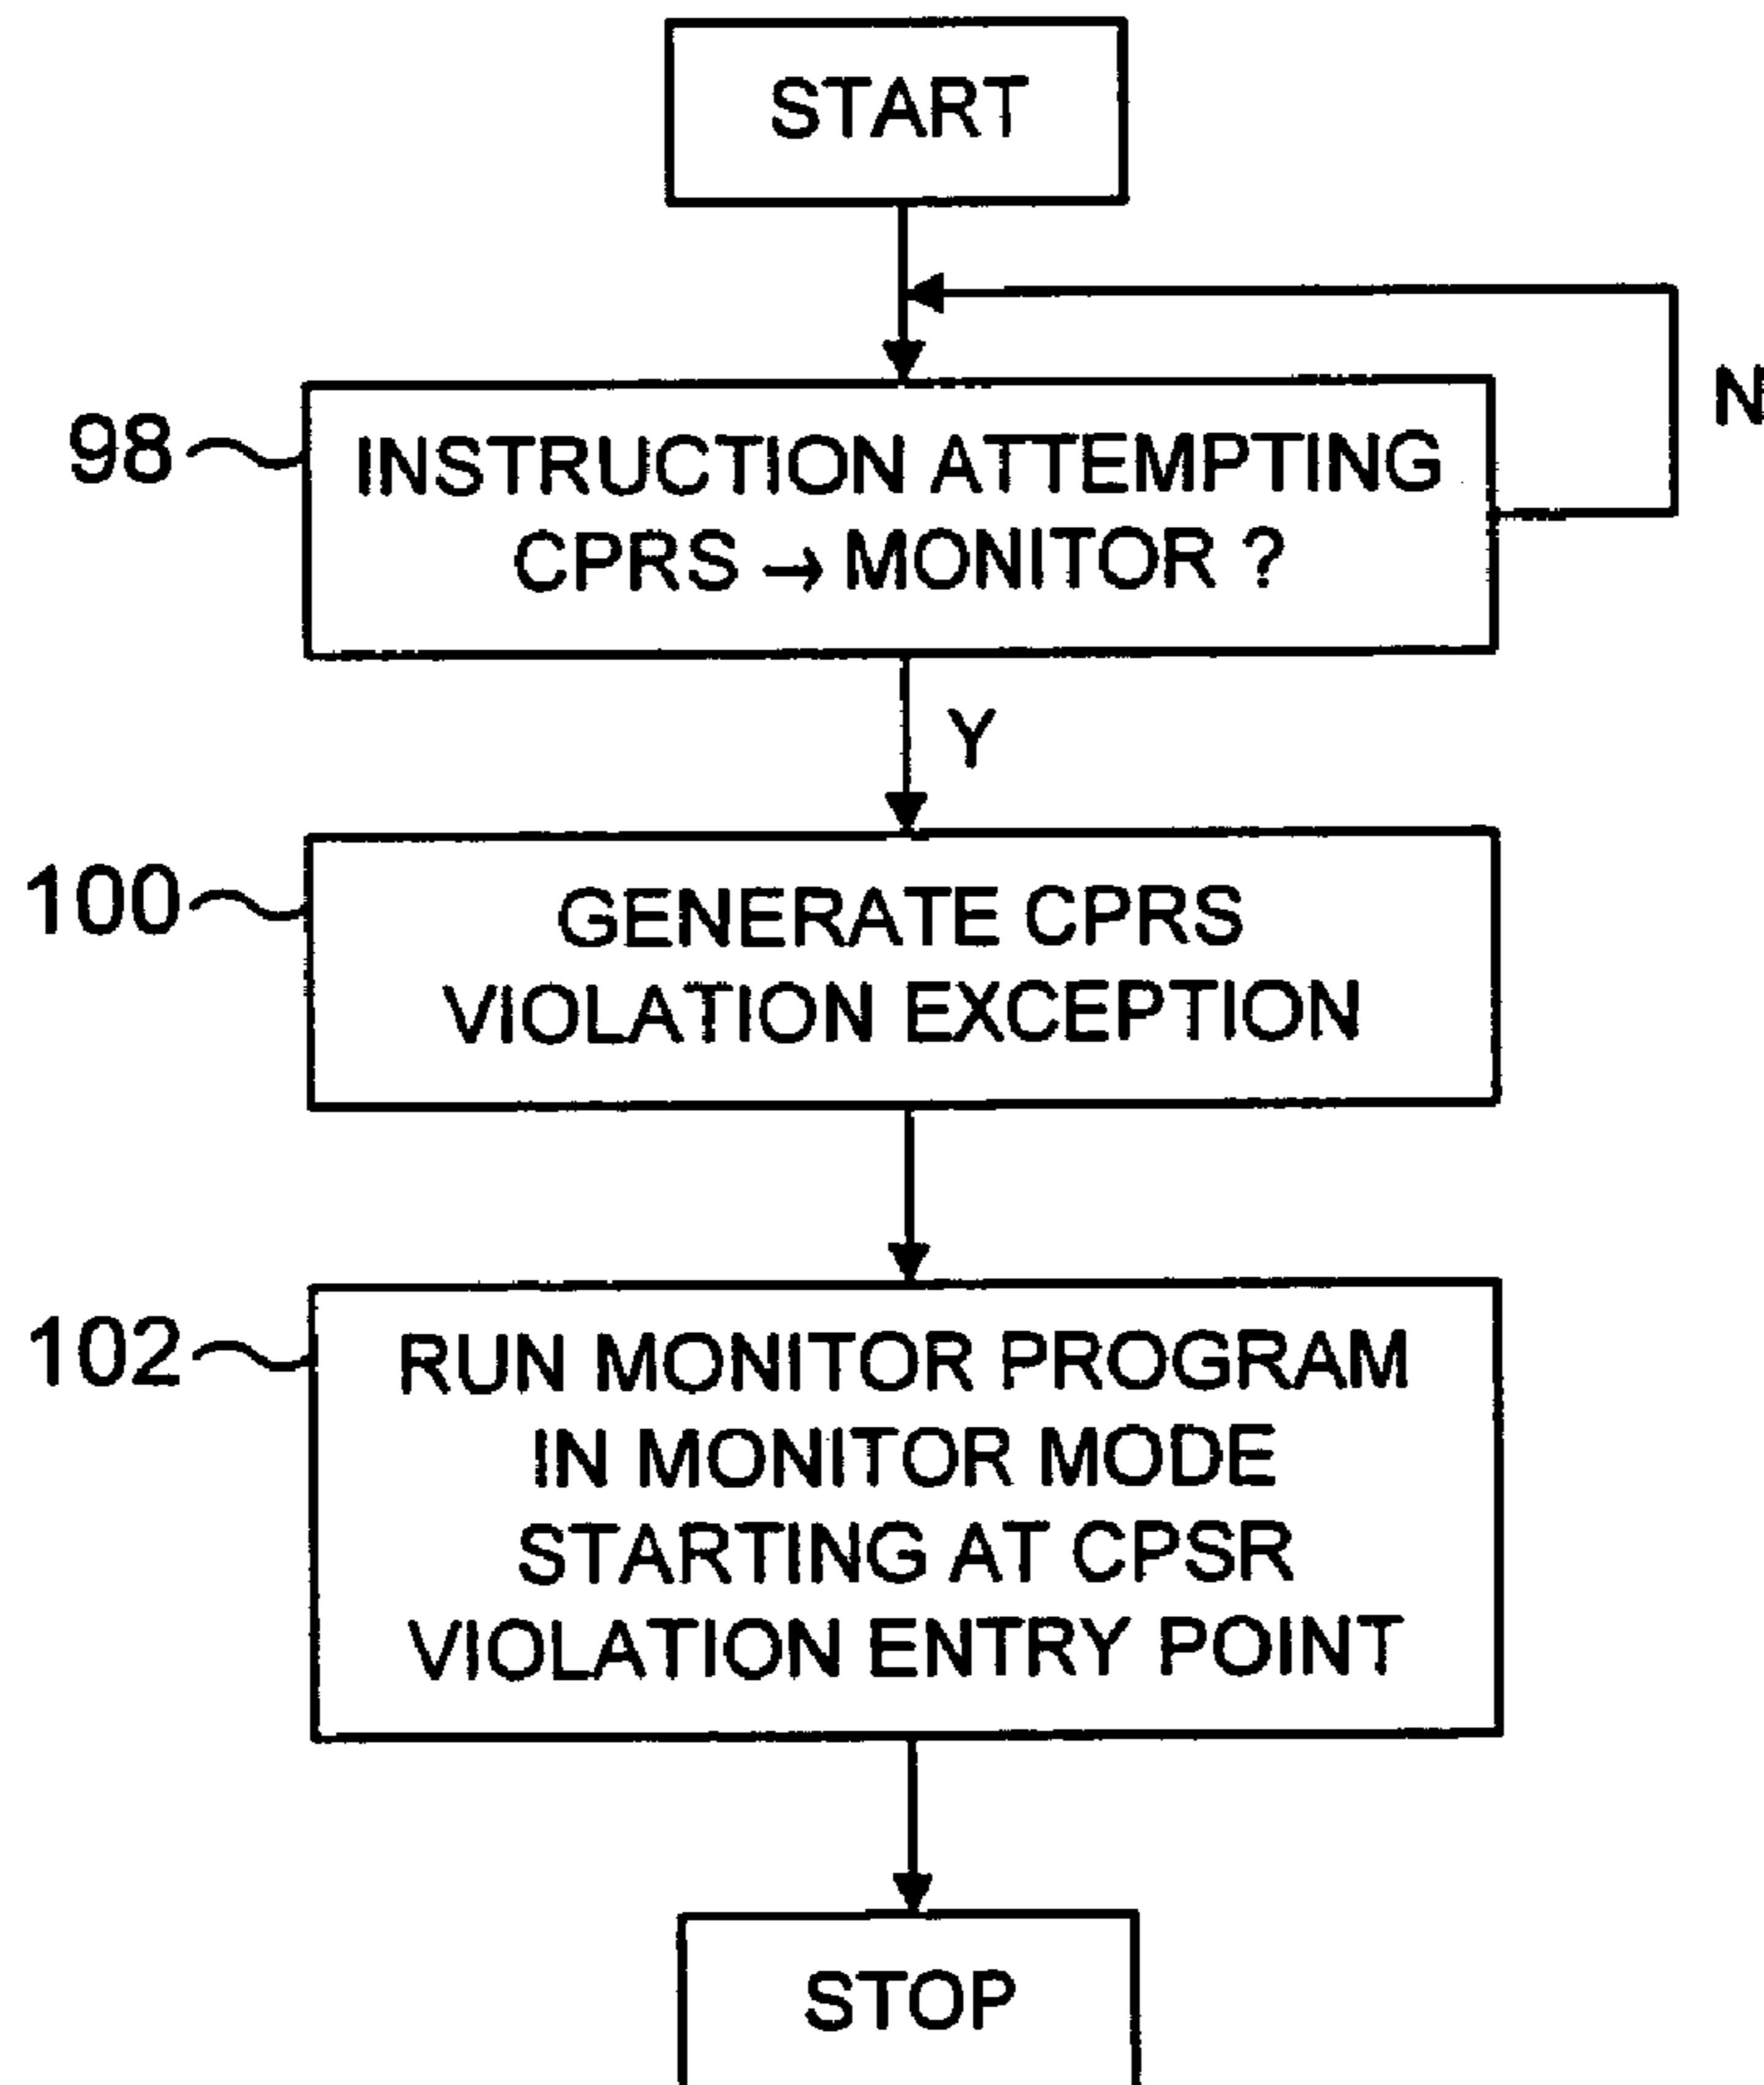 START
N
98
INSTRUCTION ATTEMPTING
CPRS → MONITOR ?
Y
100
GENERATE CPRS
VIOLATION EXCEPTION
102
RUN MONITOR PROGRAM
IN MONITOR MODE
STARTING AT CPSR
VIOLATION ENTRY POINT
STOP